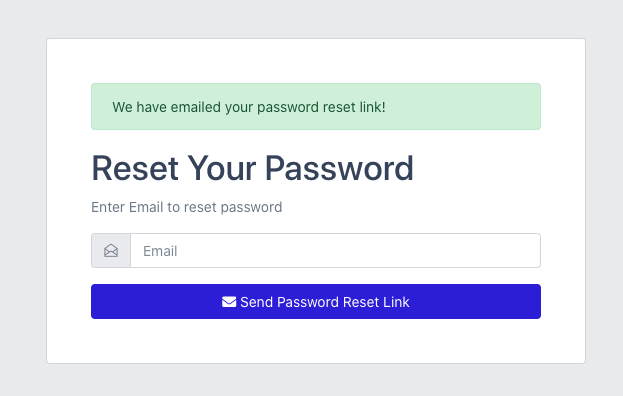 We have emailed your password reset link!
Reset Your Password
Enter Email to reset password
Email
Send Password Reset Link